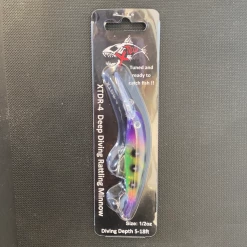 Tuned and
ready to
catch fish !!
XTDR-4 Deep Diving Rattling Minnow
Size: 1/2oz
Diving Depth 5-18ft